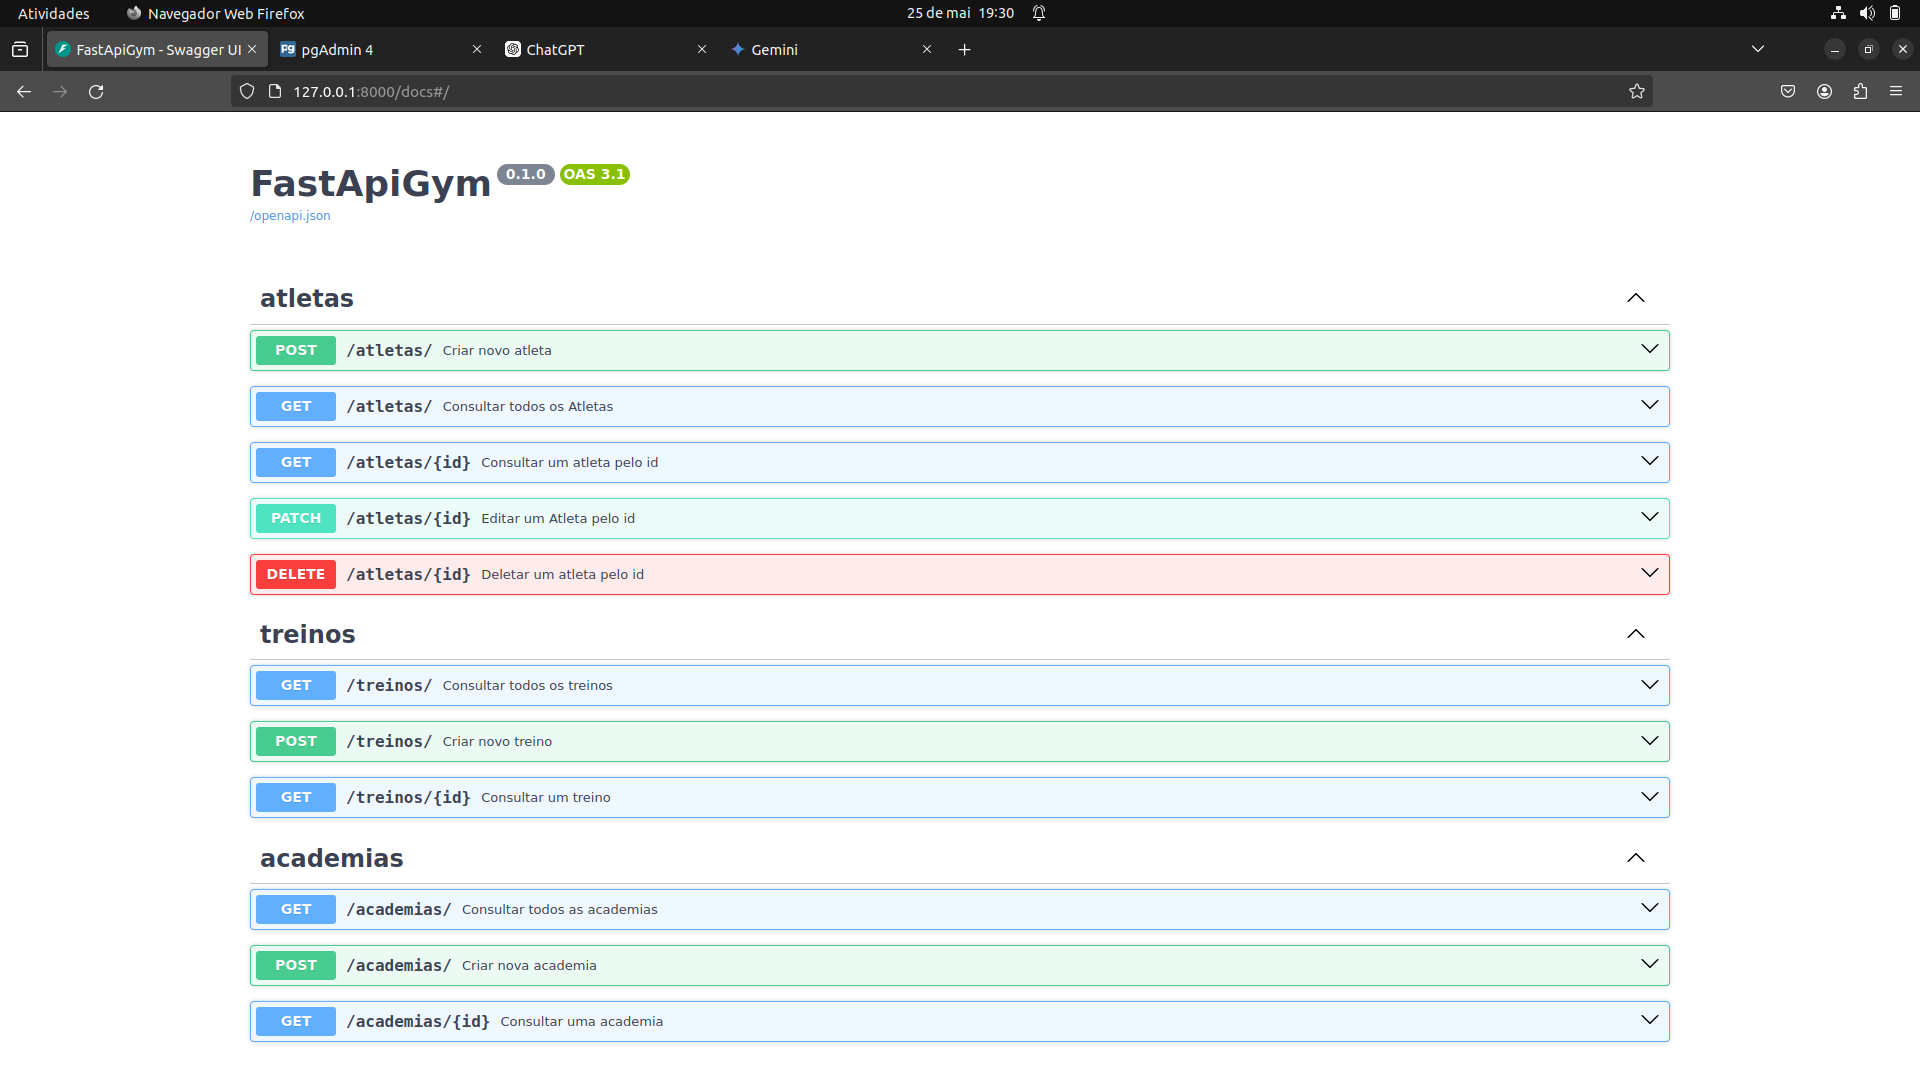 Atividades Navegador Web Firefox 25 de mai 19:30
FastApiGym - Swagger UI pgAdmin 4 ChatGPT Gemini
127.0.0.1:8000/docs#/
FastApiGym 0.1.0 OAS 3.1
/openapi.json
atletas
POST /atletas/ Criar novo atleta
GET /atletas/ Consultar todos os Atletas
GET /atletas/{id} Consultar um atleta pelo id
PATCH /atletas/{id} Editar um Atleta pelo id
DELETE /atletas/{id} Deletar um atleta pelo id
treinos
GET /treinos/ Consultar todos os treinos
POST /treinos/ Criar novo treino
GET /treinos/{id} Consultar um treino
academias
GET /academias/ Consultar todos as academias
POST /academias/ Criar nova academia
GET /academias/{id} Consultar uma academia